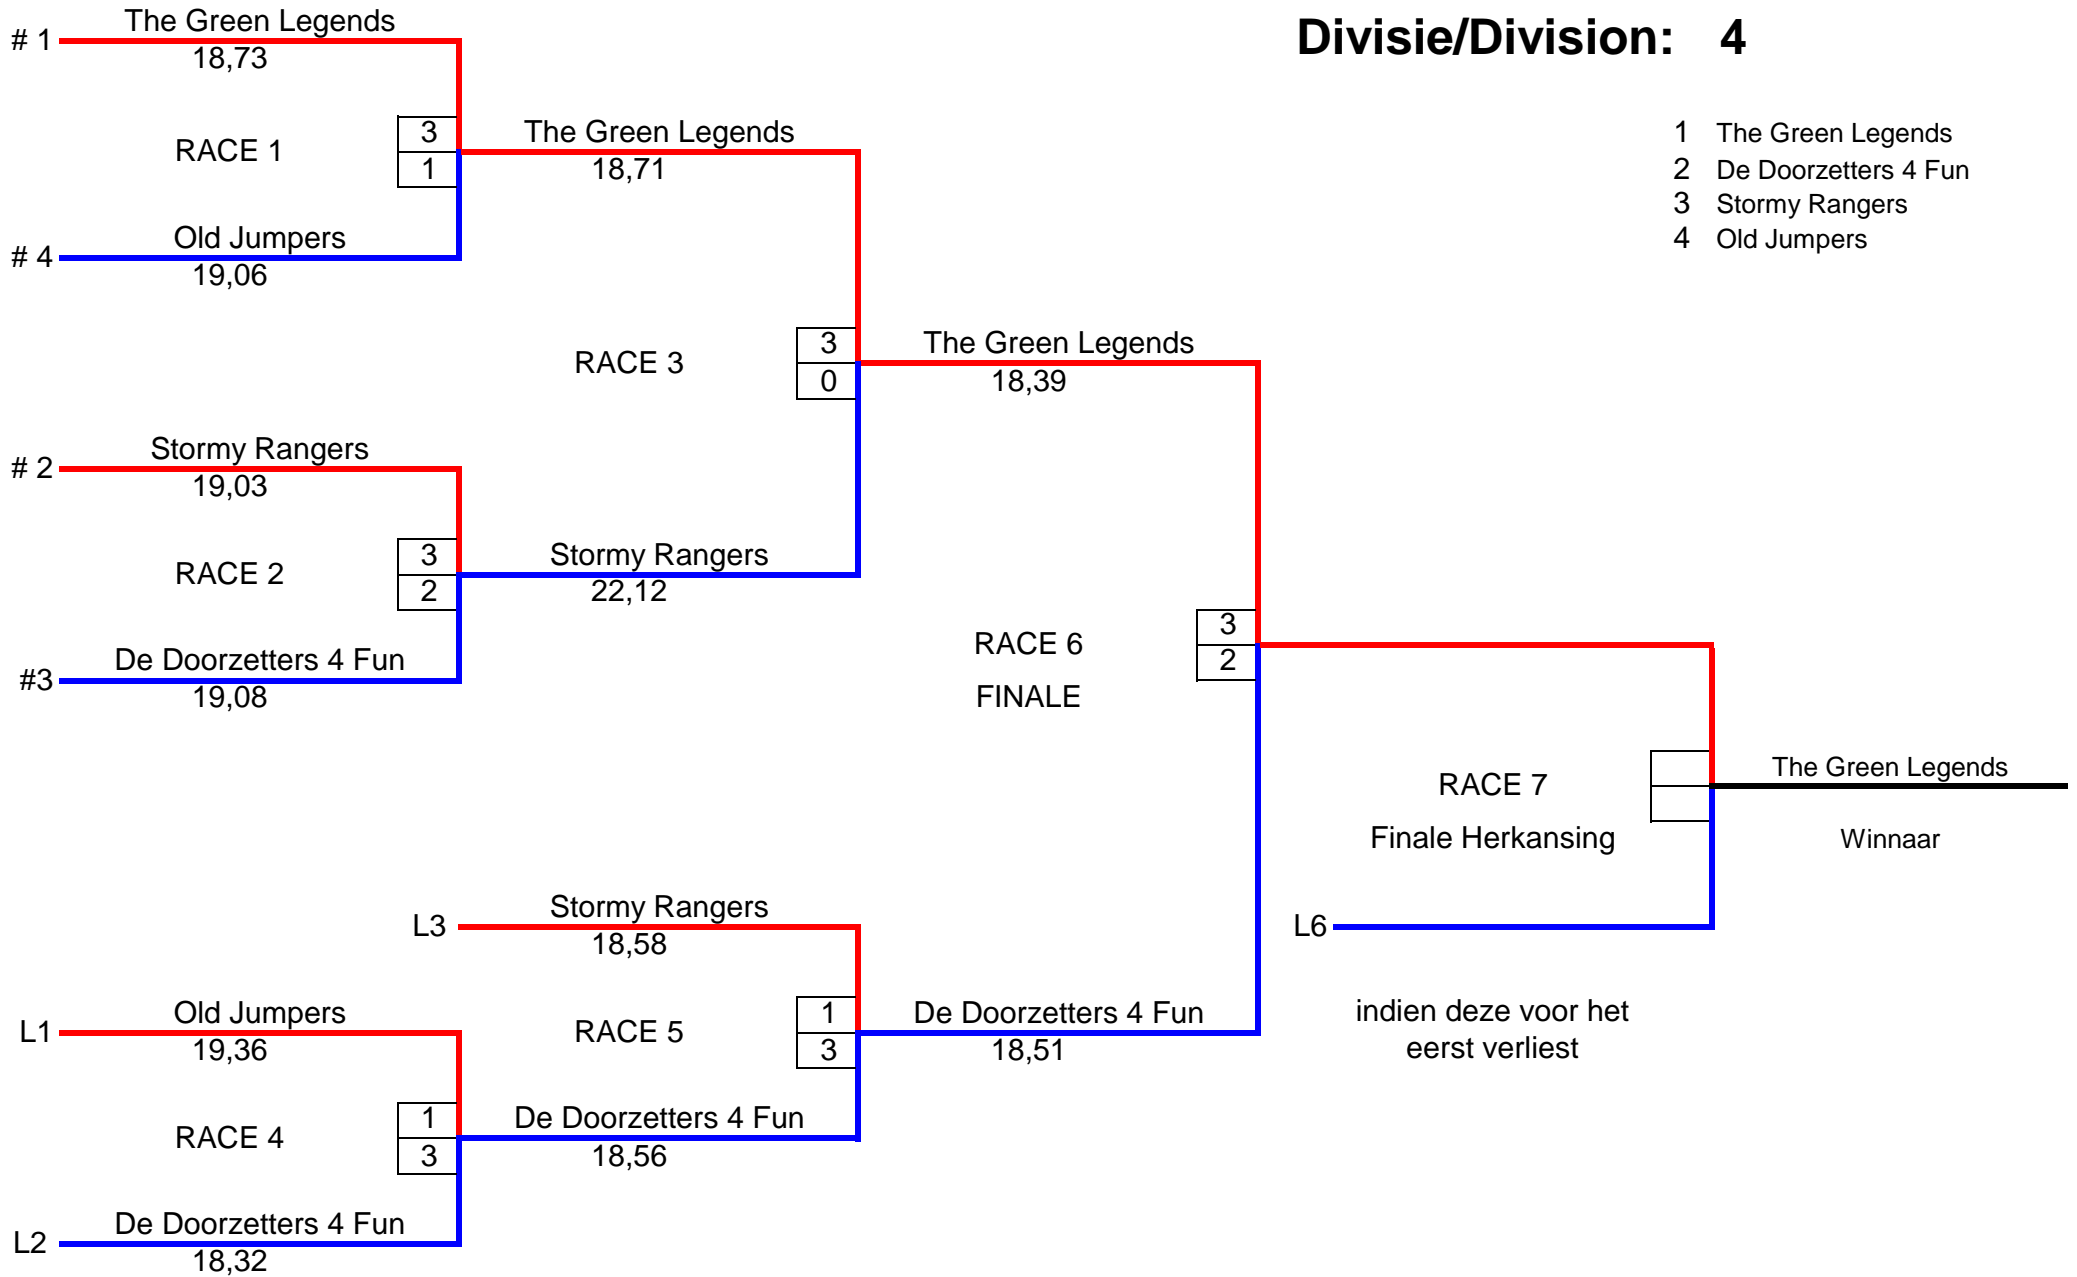 Divisie/Division: 4
1 The Green Legends
2 De Doorzetters 4 Fun
3 Stormy Rangers
4 Old Jumpers
# 1
The Green Legends
18,73
RACE 1
3
1
# 4
Old Jumpers
19,06
The Green Legends
18,71
RACE 3
3
0
# 2
Stormy Rangers
19,03
RACE 2
3
2
#3
De Doorzetters 4 Fun
19,08
Stormy Rangers
22,12
The Green Legends
18,39
RACE 6
FINALE
3
2
RACE 7
Finale Herkansing
The Green Legends
Winnaar
L6
indien deze voor het
eerst verliest
L3
Stormy Rangers
18,58
RACE 5
1
3
De Doorzetters 4 Fun
18,51
L1
Old Jumpers
19,36
RACE 4
1
3
De Doorzetters 4 Fun
18,56
L2
De Doorzetters 4 Fun
18,32